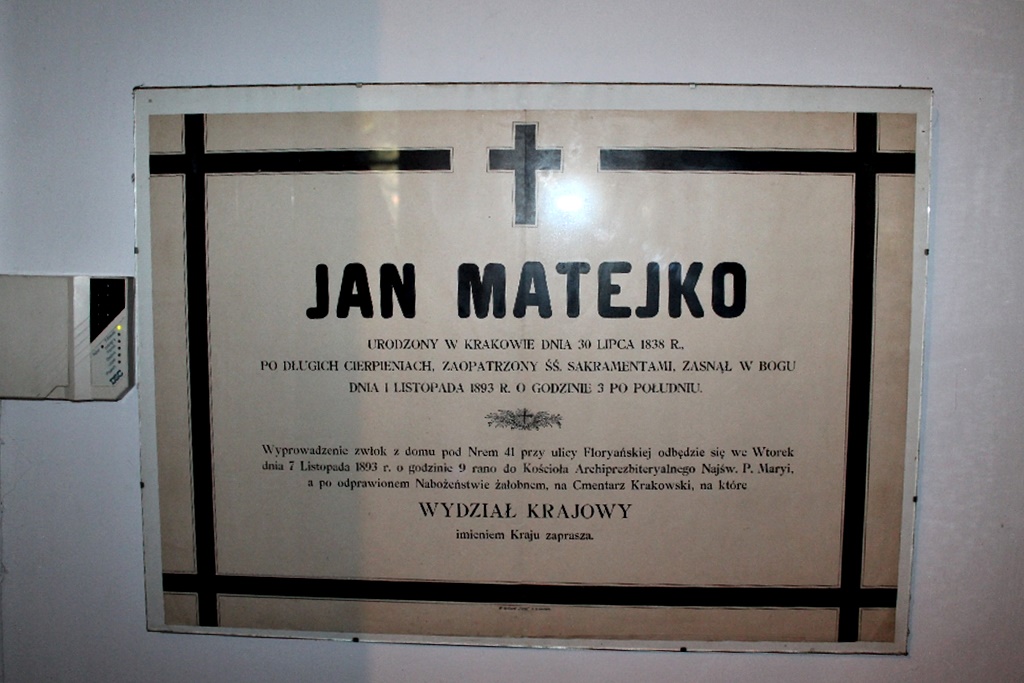 JAN MATEJKO
URODZONY W KRAKOWIE DNIA 30 LIPCA 1838 R.,
PO DŁUGICH CIERPIENIACH, ZAOPATRZONY ŚŚ. SAKRAMENTAMI, ZASNĄŁ W BOGU
DNIA 1 LISTOPADA 1893 R. O GODZINIE 3 PO POŁUDNIU.
Wyprowadzenie zwłok z domu pod Nrem 41 przy ulicy Floryańskiej odbędzie się we Wtorek
dnia 7 Listopada 1893 r. o godzinie 9 rano do Kościoła Archiprezbiteryalnego Najśw. P. Maryi,
a po odprawionem Nabożeństwie żałobnem, na Cmentarz Krakowski, na które
WYDZIAŁ KRAJOWY
imieniem Kraju zaprasza.